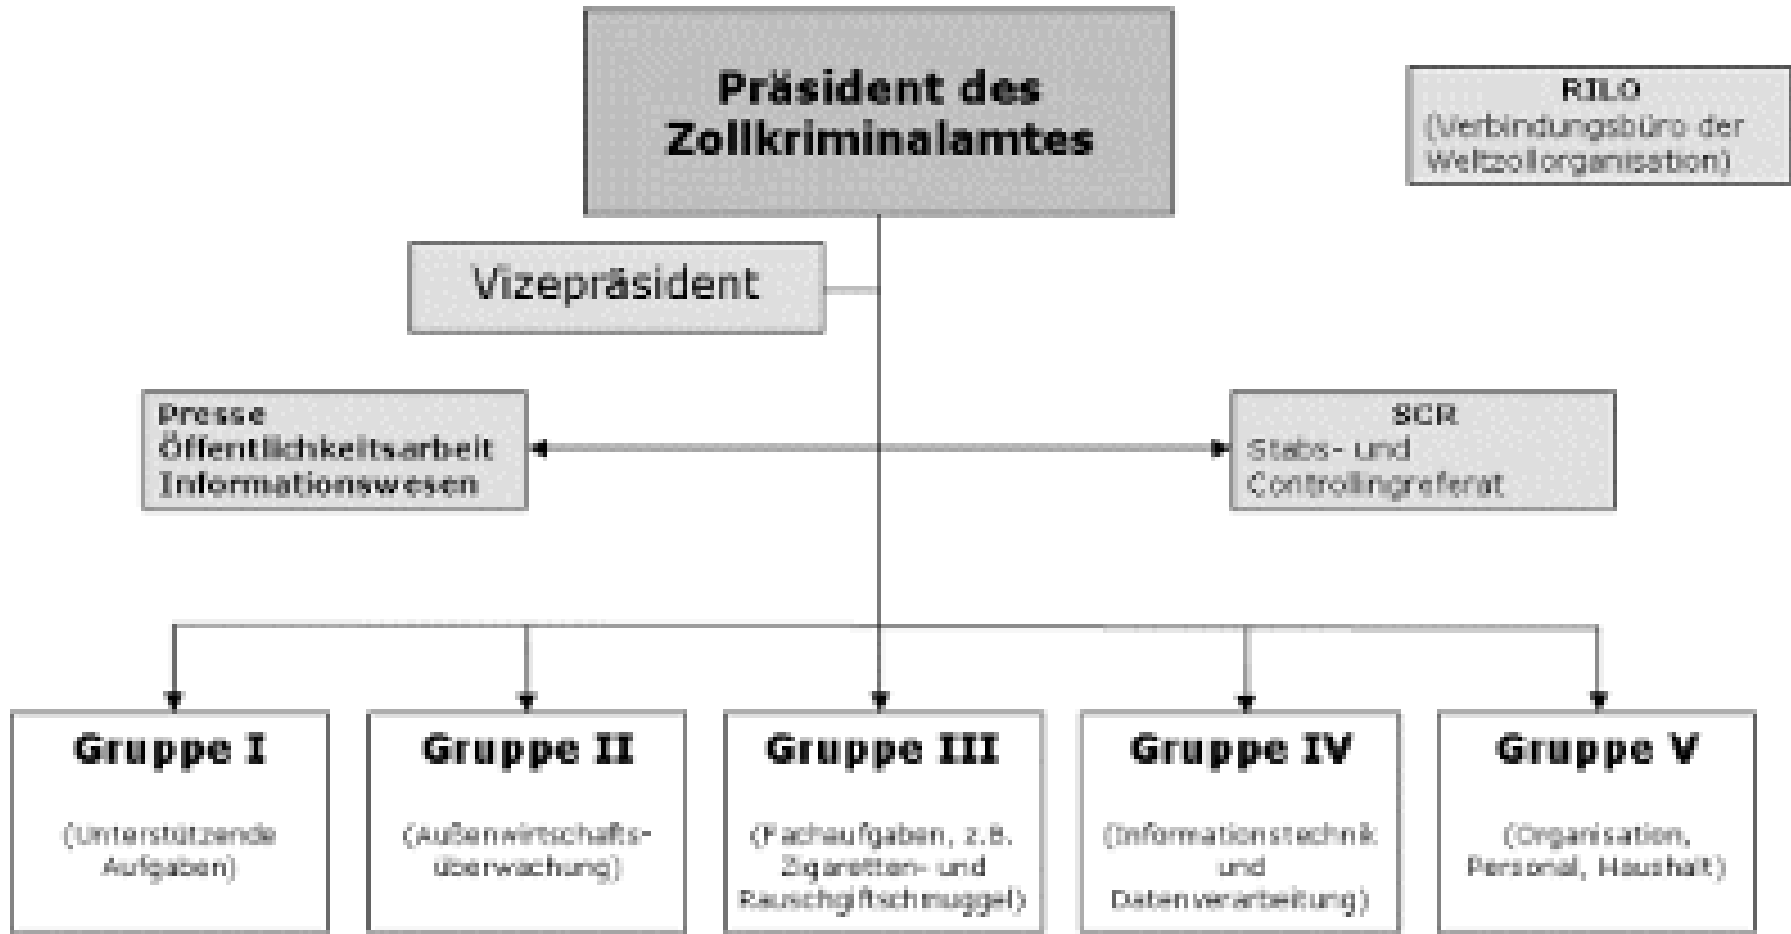 Präsident des
Zollkriminalamtes
RILO
(Verbindungsbüro der
Weltzollorganisation)
Vizepräsident
Presse
Öffentlichkeitsarbeit
Informationswesen
SCR
Stabs- und
Controllingreferat
Gruppe I
(Unterstützende
Aufgaben)
Gruppe II
(Außenwirtschafts-
überwachung)
Gruppe III
(Fachaufgaben, z.B.
Zigaretten- und
Rauschgiftschmuggel)
Gruppe IV
(Informationstechnik
und
Datenverarbeitung)
Gruppe V
(Organisation,
Personal, Haushalt)